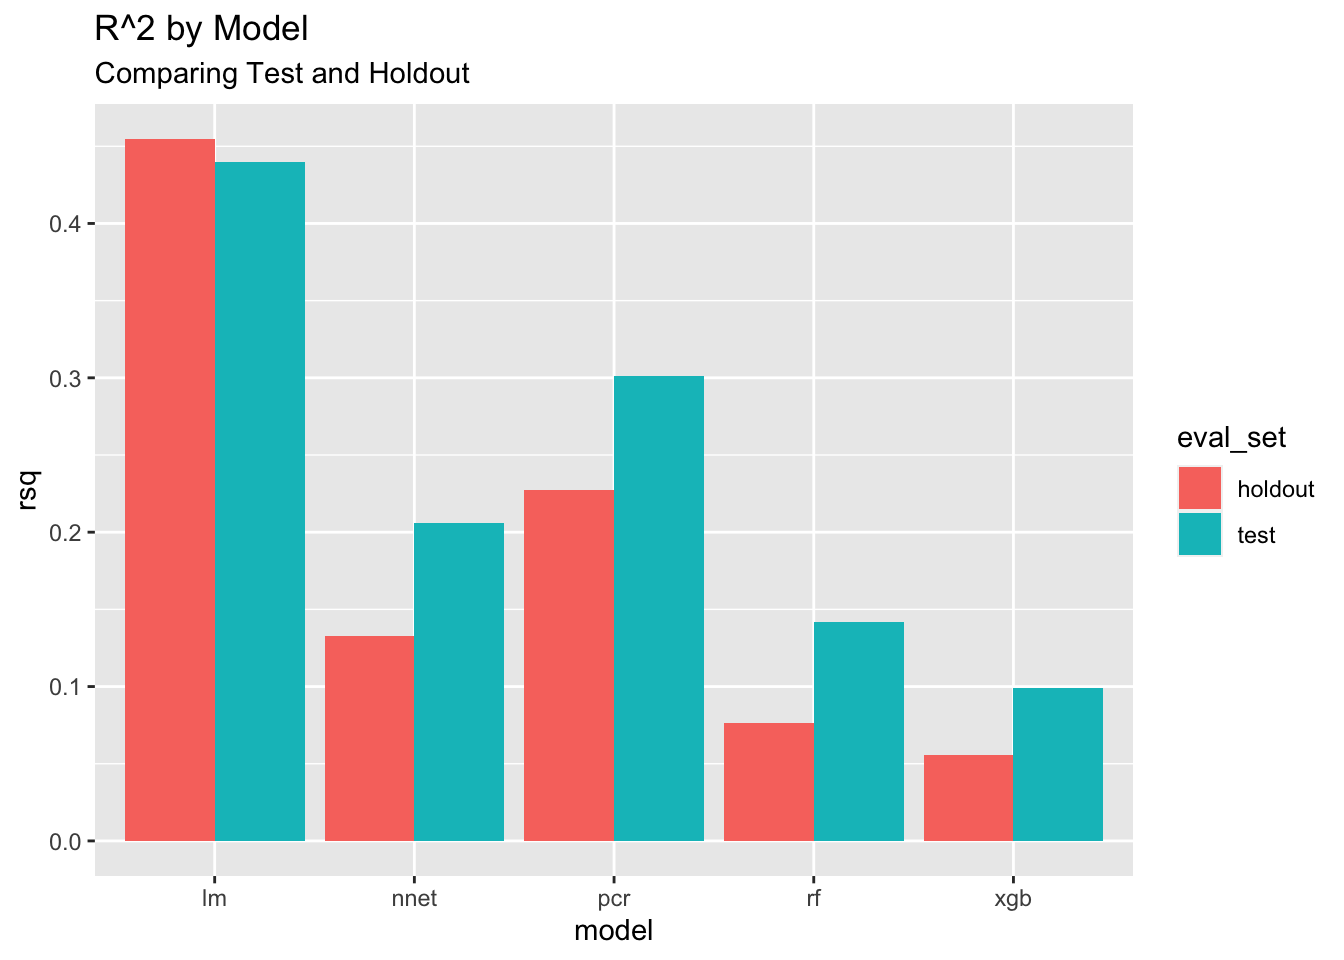 R^2 by Model
Comparing Test and Holdout
rsq
0.4
0.3
0.2
0.1
0.0
lm nnet pcr rf xgb
model
eval_set
holdout
test